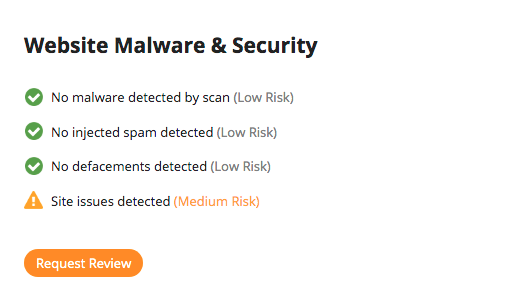 Website Malware & Security
No malware detected by scan (Low Risk)
No injected spam detected (Low Risk)
No defacements detected (Low Risk)
Site issues detected (Medium Risk)
Request Review